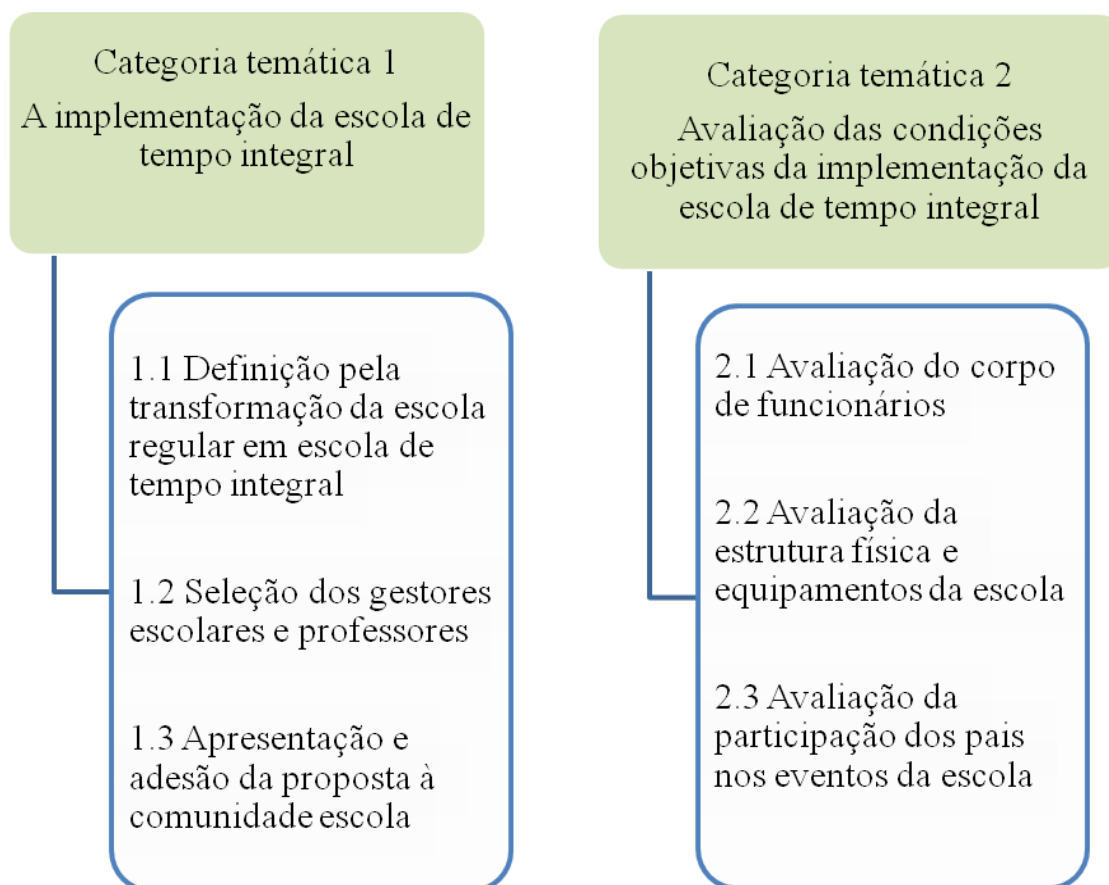 Categoria temática 1
A implementação da escola de
tempo integral
1.1 Definição pela
transformação da escola
regular em escola de
tempo integral
1.2 Seleção dos gestores
escolares e professores
1.3 Apresentação e
adesão da proposta à
comunidade escola
Categoria temática 2
Avaliação das condições
objetivas da implementação da
escola de tempo integral
2.1 Avaliação do corpo
de funcionários
2.2 Avaliação da
estrutura física e
equipamentos da escola
2.3 Avaliação da
participação dos pais
nos eventos da escola